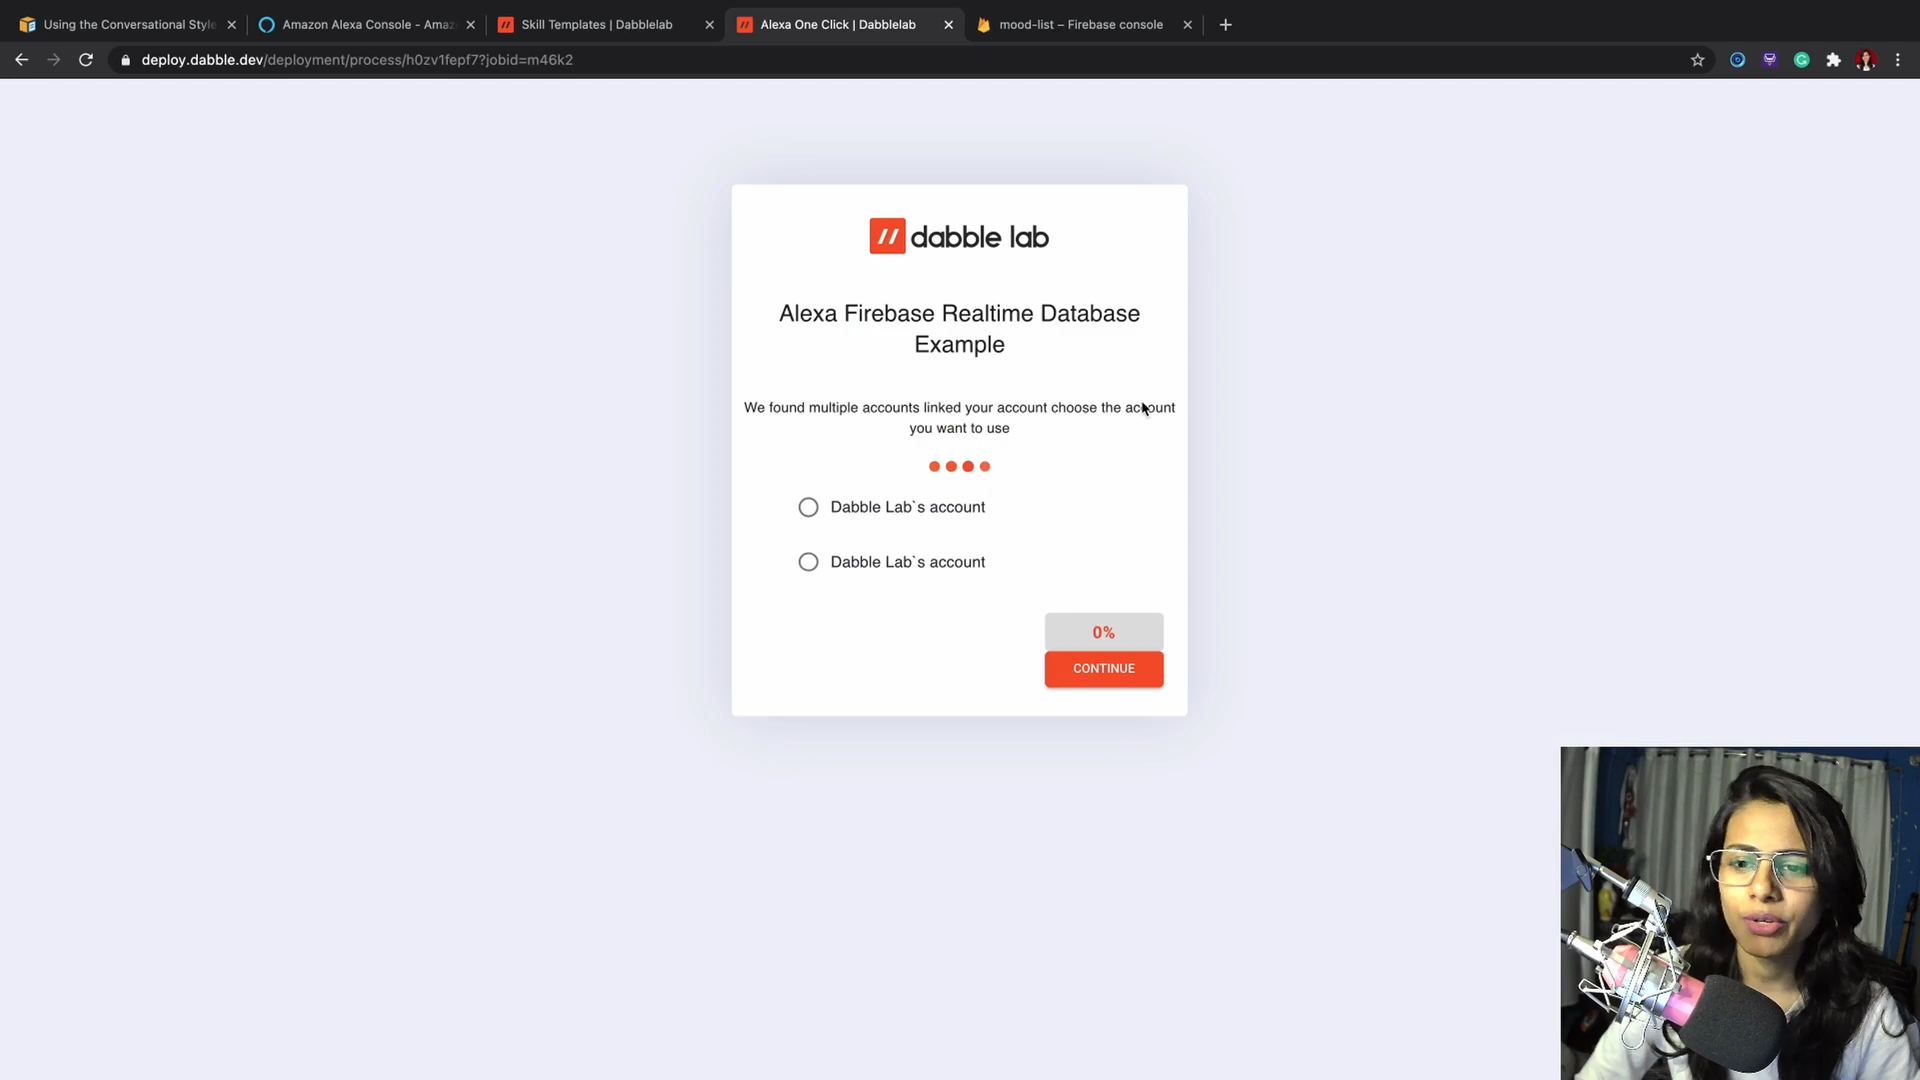 Using the Conversational Style
Amazon Alexa Console - Amaz
Skill Templates | Dabblelab
Alexa One Click | Dabblelab
mood-list – Firebase console
deploy.dabble.dev/deployment/process/h0zv1fepf7?jobid=m46k2
// dabble lab
Alexa Firebase Realtime Database
Example
We found multiple accounts linked your account choose the account
you want to use
Dabble Lab`s account
Dabble Lab`s account
0%
CONTINUE